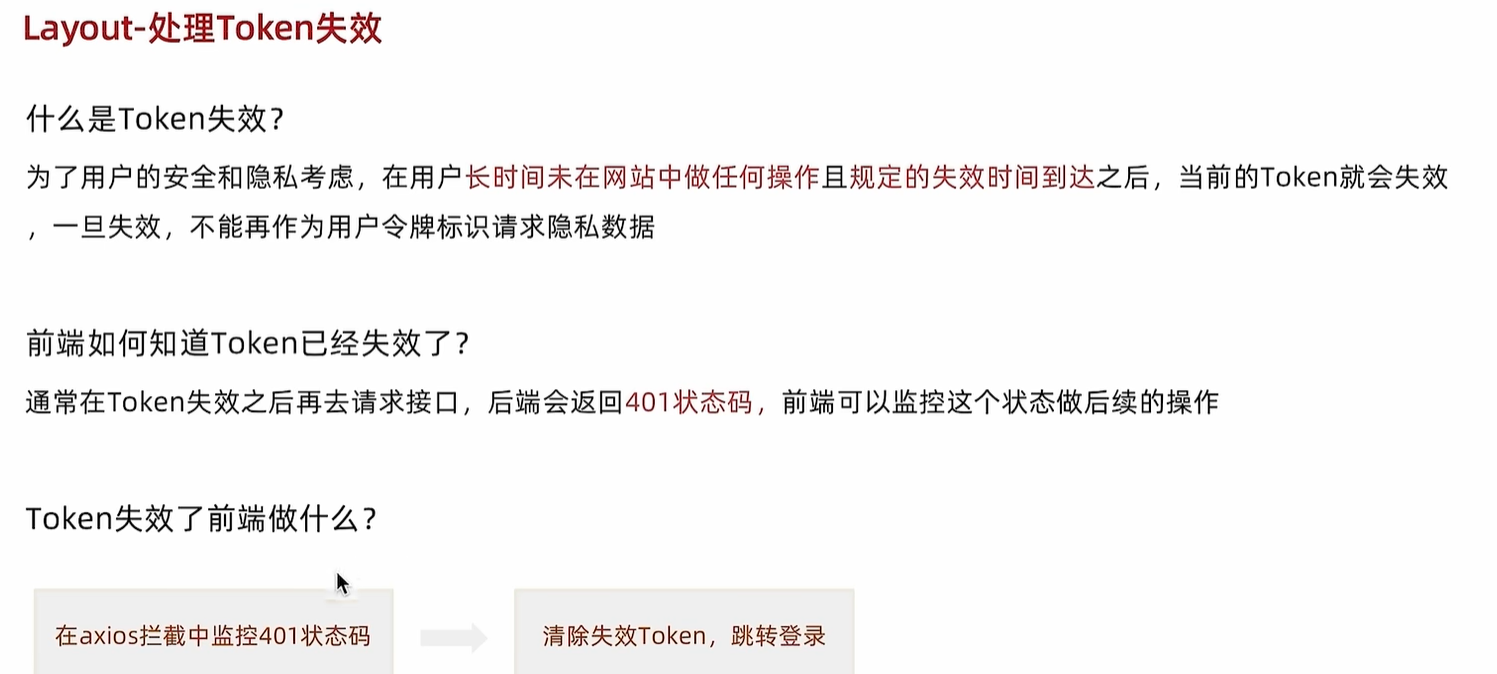 Layout-处理Token失效
什么是Token失效？
为了用户的安全和隐私考虑，在用户长时间未在网站中做任何操作且规定的失效时间到达之后，当前的Token就会失效
，一旦失效，不能再作为用户令牌标识请求隐私数据
前端如何知道Token已经失效了？
通常在Token失效之后再去请求接口，后端会返回401状态码，前端可以监控这个状态做后续的操作
Token失效了前端做什么？
在axios拦截中监控401状态码
清除失效Token，跳转登录